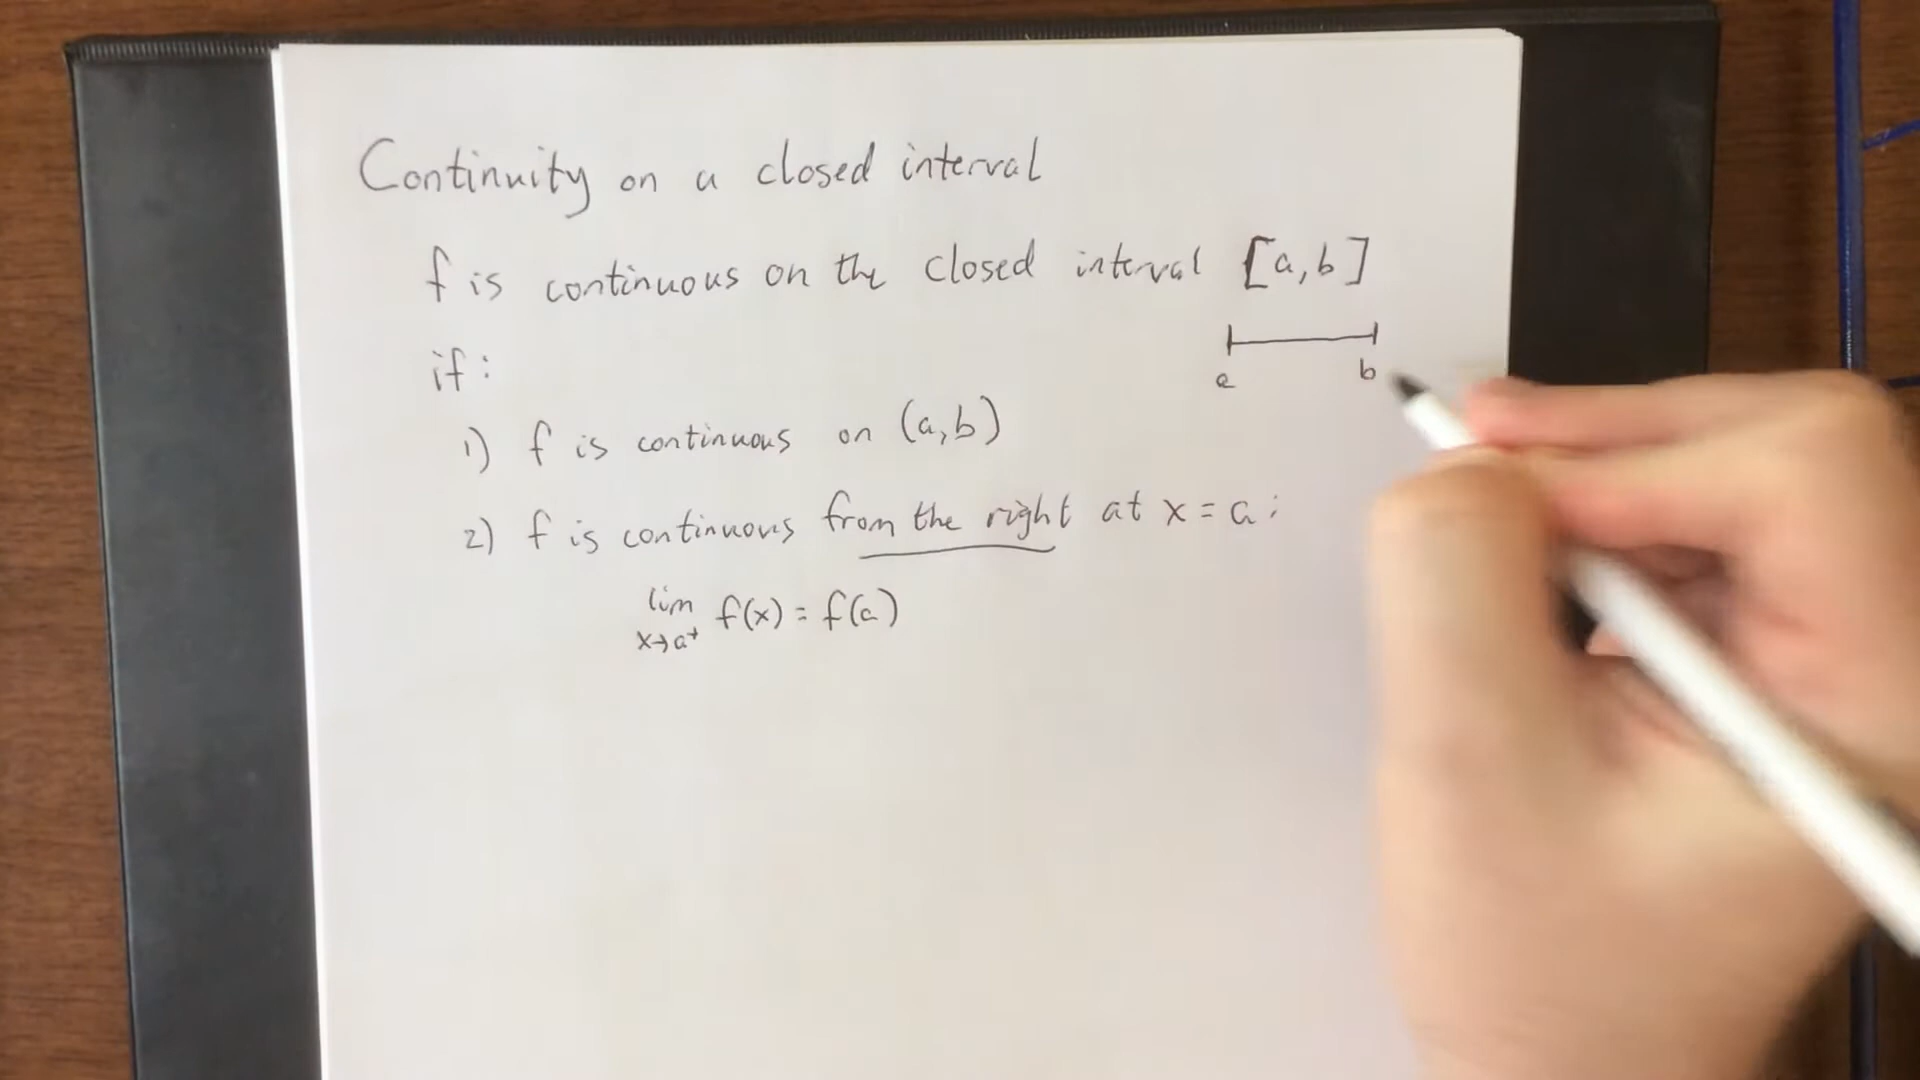 Continuity on a closed interval
f is continuous on the closed interval [a,b]
if:
a b
1) f is continuous on (a,b)
2) f is continuous from the right at x = a:
lim f(x) = f(a)
x→a⁺